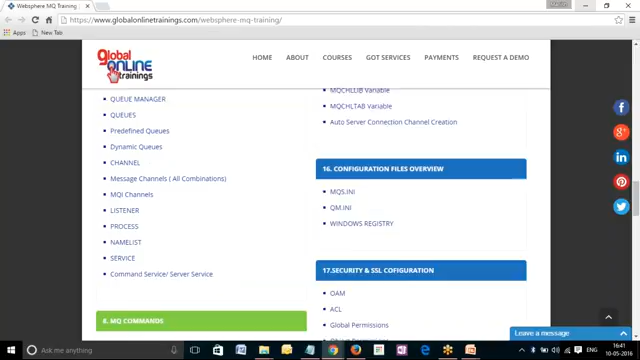 Websphere MQ Training |
https://www.globalonlinetrainings.com/websphere-mq-training/
Apps
New Tab
global
ONLINE
trainings
HOME
ABOUT
COURSES
GOT SERVICES
PAYMENTS
REQUEST A DEMO
QUEUE MANAGER
QUEUES
Predefined Queues
Dynamic Queues
CHANNEL
Message Channels ( All Combinations)
MQI Channels
LISTENER
PROCESS
NAMELIST
SERVICE
Command Service/ Server Service
8. MQ COMMANDS
MQCHLLIB Variable
MQCHLTAB Variable
Auto Server Connection Channel Creation
16. CONFIGURATION FILES OVERVIEW
MQS.INI
QM.INI
WINDOWS REGISTRY
17.SECURITY & SSL COFIGURATION
OAM
ACL
Global Permissions
Leave a message
Ask me anything
ENG
16:41